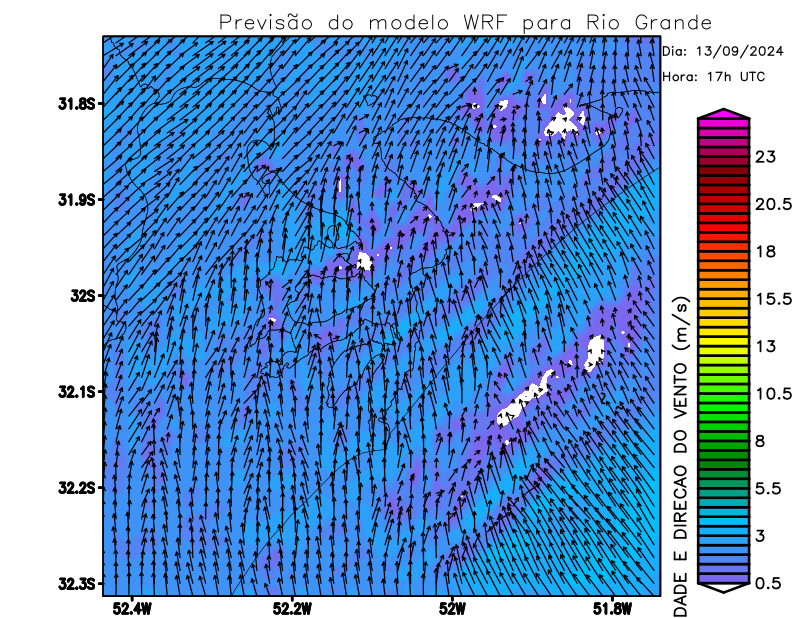 Previsão do modelo WRF para Rio Grande
Dia: 13/09/2024
Hora: 17h UTC
31.8S
31.9S
32S
32.1S
32.2S
32.3S
52.4W
52.2W
52W
51.8W
23
20.5
18
15.5
13
10.5
8
5.5
3
0.5
DADE E DIRECAO DO VENTO (m/s)